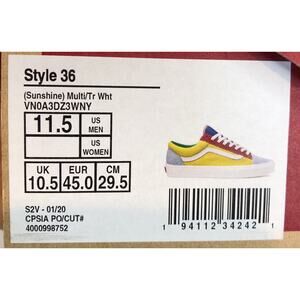 Style 36
(Sunshine) Multi/Tr Wht
VN0A3DZ3WNY
11.5 US MEN
US WOMEN
UK EUR CM
10.5 45.0 29.5
S2V - 01/20
CPSIA PO/CUT#
4000998752
1 94112 34242 1